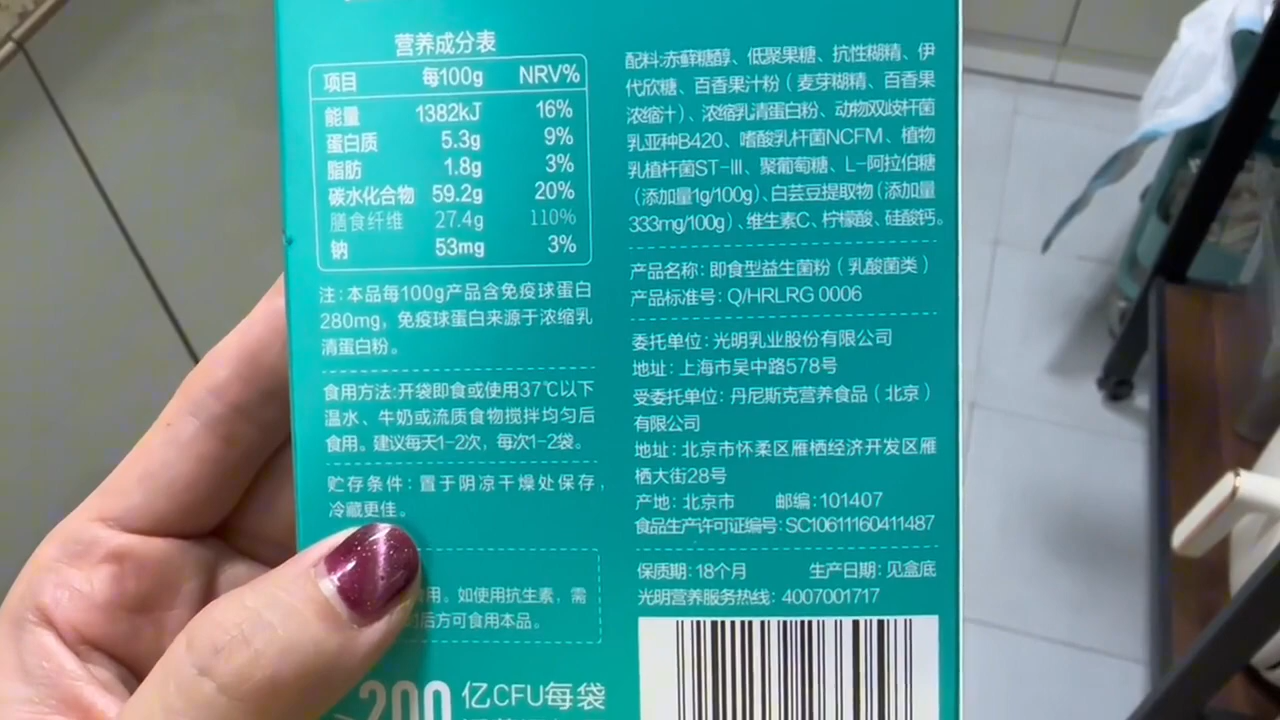 营养成分表
项目 每100g NRV%
能量 1382kJ 16%
蛋白质 5.3g 9%
脂肪 1.8g 3%
碳水化合物 59.2g 20%
膳食纤维 27.4g 110%
钠 53mg 3%
注：本品每100g产品含免疫球蛋白
280mg，免疫球蛋白来源于浓缩乳
清蛋白粉。
食用方法:开袋即食或使用37℃以下
温水、牛奶或流质食物搅拌均匀后
食用。建议每天1-2次，每次1-2袋。
贮存条件：置于阴凉干燥处保存，
冷藏更佳。
用。如使用抗生素，需
后方可食用本品。
200 亿CFU每袋
配料:赤藓糖醇、低聚果糖、抗性糊精、伊
代欣糖、百香果汁粉（麦芽糊精、百香果
浓缩汁）、浓缩乳清蛋白粉、动物双歧杆菌
乳亚种B420、嗜酸乳杆菌NCFM、植物
乳植杆菌ST-III、聚葡萄糖、L-阿拉伯糖
（添加量1g/100g）、白芸豆提取物（添加量
333mg/100g）、维生素C、柠檬酸、硅酸钙。
产品名称：即食型益生菌粉（乳酸菌类）
产品标准号：Q/HRLRG 0006
委托单位：光明乳业股份有限公司
地址：上海市吴中路578号
受委托单位：丹尼斯克营养食品（北京）
有限公司
地址：北京市怀柔区雁栖经济开发区雁
栖大街28号
产地：北京市 邮编：101407
食品生产许可证编号：SC10611160411487
保质期：18个月 生产日期：见盒底
光明营养服务热线：4007001717